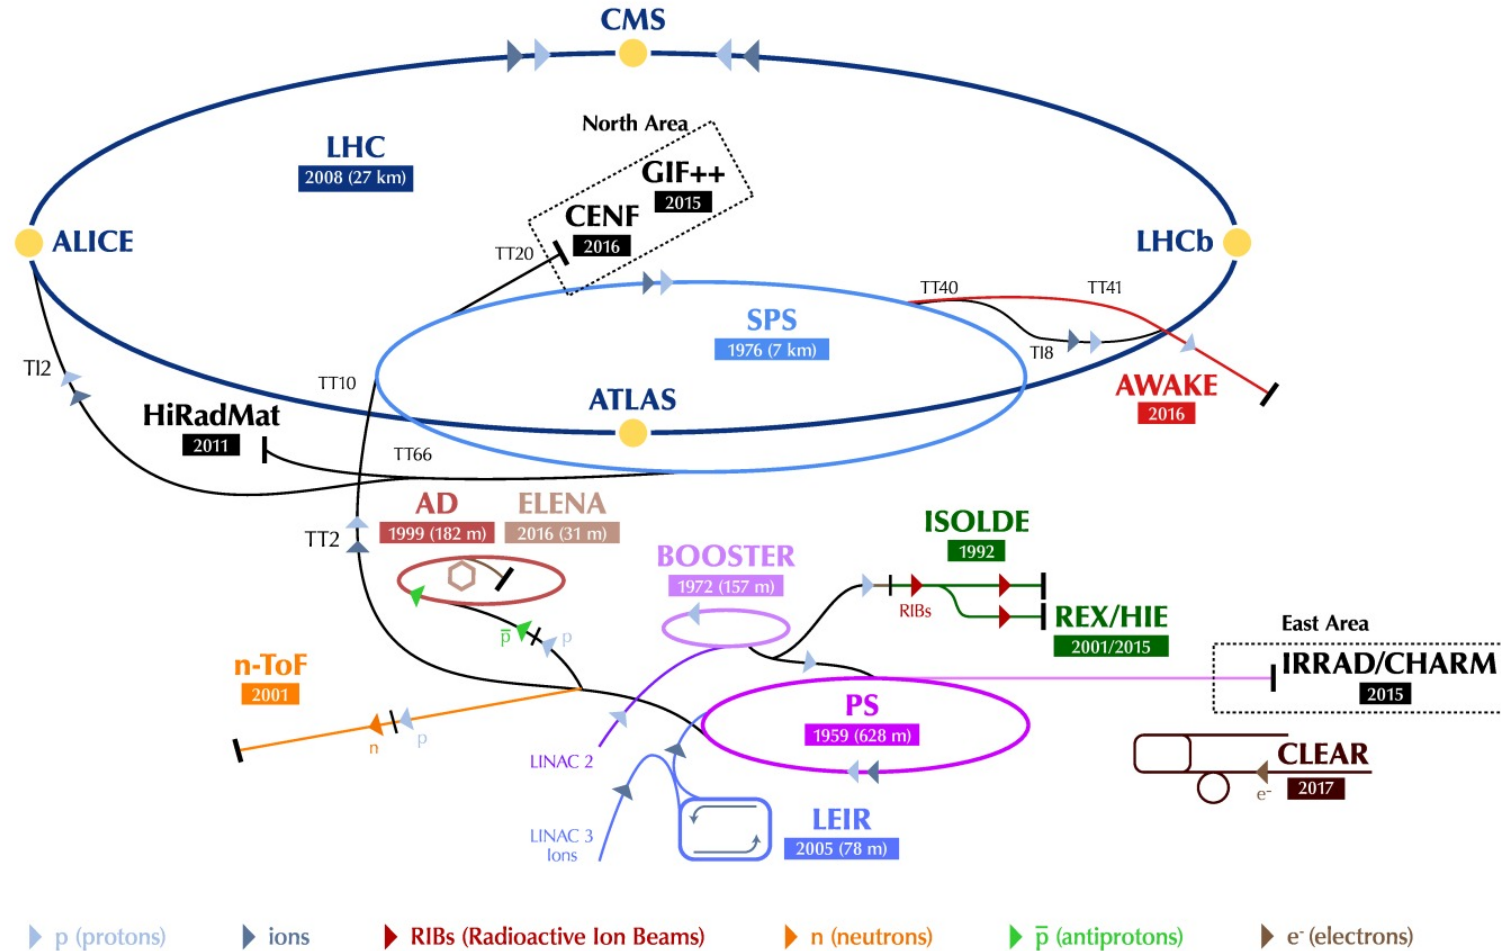 CMS
North Area
LHC
2008 (27 km)
GIF++
2015
CENF
2016
ALICE
LHCb
TT20
TT40
TT41
SPS
1976 (7 km)
TI8
TI2
TT10
ATLAS
AWAKE
2016
HiRadMat
2011
TT66
AD
1999 (182 m)
ELENA
2016 (31 m)
TT2
ISOLDE
1992
BOOSTER
1972 (157 m)
RIBs
REX/HIE
2001/2015
East Area
p̅
p
n-ToF
2001
IRRAD/CHARM
2015
PS
1959 (628 m)
n
p
LINAC 2
CLEAR
2017
e-
LEIR
2005 (78 m)
LINAC 3
Ions
p (protons)
ions
RIBs (Radioactive Ion Beams)
n (neutrons)
p̅ (antiprotons)
e- (electrons)